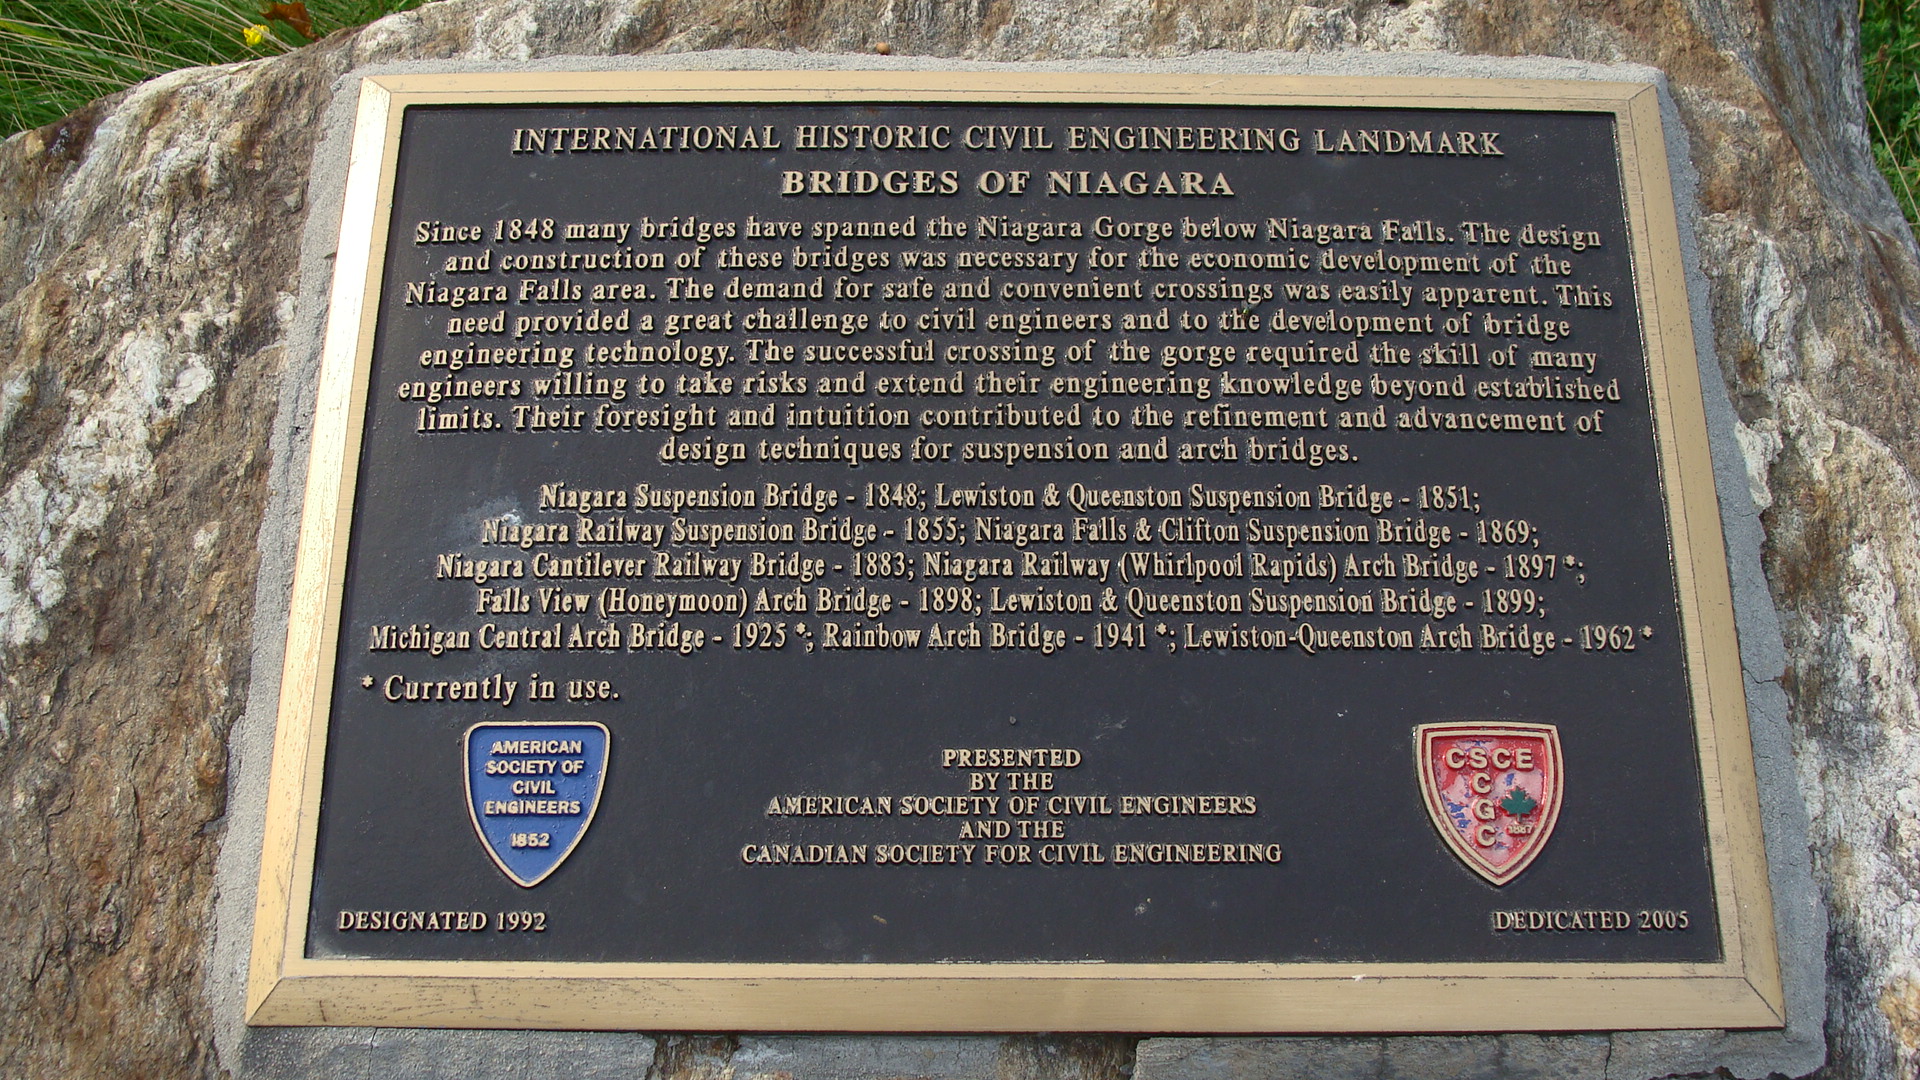 INTERNATIONAL HISTORIC CIVIL ENGINEERING LANDMARK
BRIDGES OF NIAGARA
Since 1848 many bridges have spanned the Niagara Gorge below Niagara Falls. The design
and construction of these bridges was necessary for the economic development of the
Niagara Falls area. The demand for safe and convenient crossings was easily apparent. This
need provided a great challenge to civil engineers and to the development of bridge
engineering technology. The successful crossing of the gorge required the skill of many
engineers willing to take risks and extend their engineering knowledge beyond established
limits. Their foresight and intuition contributed to the refinement and advancement of
design techniques for suspension and arch bridges.
Niagara Suspension Bridge - 1848; Lewiston & Queenston Suspension Bridge - 1851;
Niagara Railway Suspension Bridge - 1855; Niagara Falls & Clifton Suspension Bridge - 1869;
Niagara Cantilever Railway Bridge - 1883; Niagara Railway (Whirlpool Rapids) Arch Bridge - 1897 *;
Falls View (Honeymoon) Arch Bridge - 1898; Lewiston & Queenston Suspension Bridge - 1899;
Michigan Central Arch Bridge - 1925 *; Rainbow Arch Bridge - 1941 *; Lewiston-Queenston Arch Bridge - 1962 *
* Currently in use.
AMERICAN
SOCIETY OF
CIVIL
ENGINEERS
1852
PRESENTED
BY THE
AMERICAN SOCIETY OF CIVIL ENGINEERS
AND THE
CANADIAN SOCIETY FOR CIVIL ENGINEERING
CSCE
C
G
C
1887
DESIGNATED 1992
DEDICATED 2005